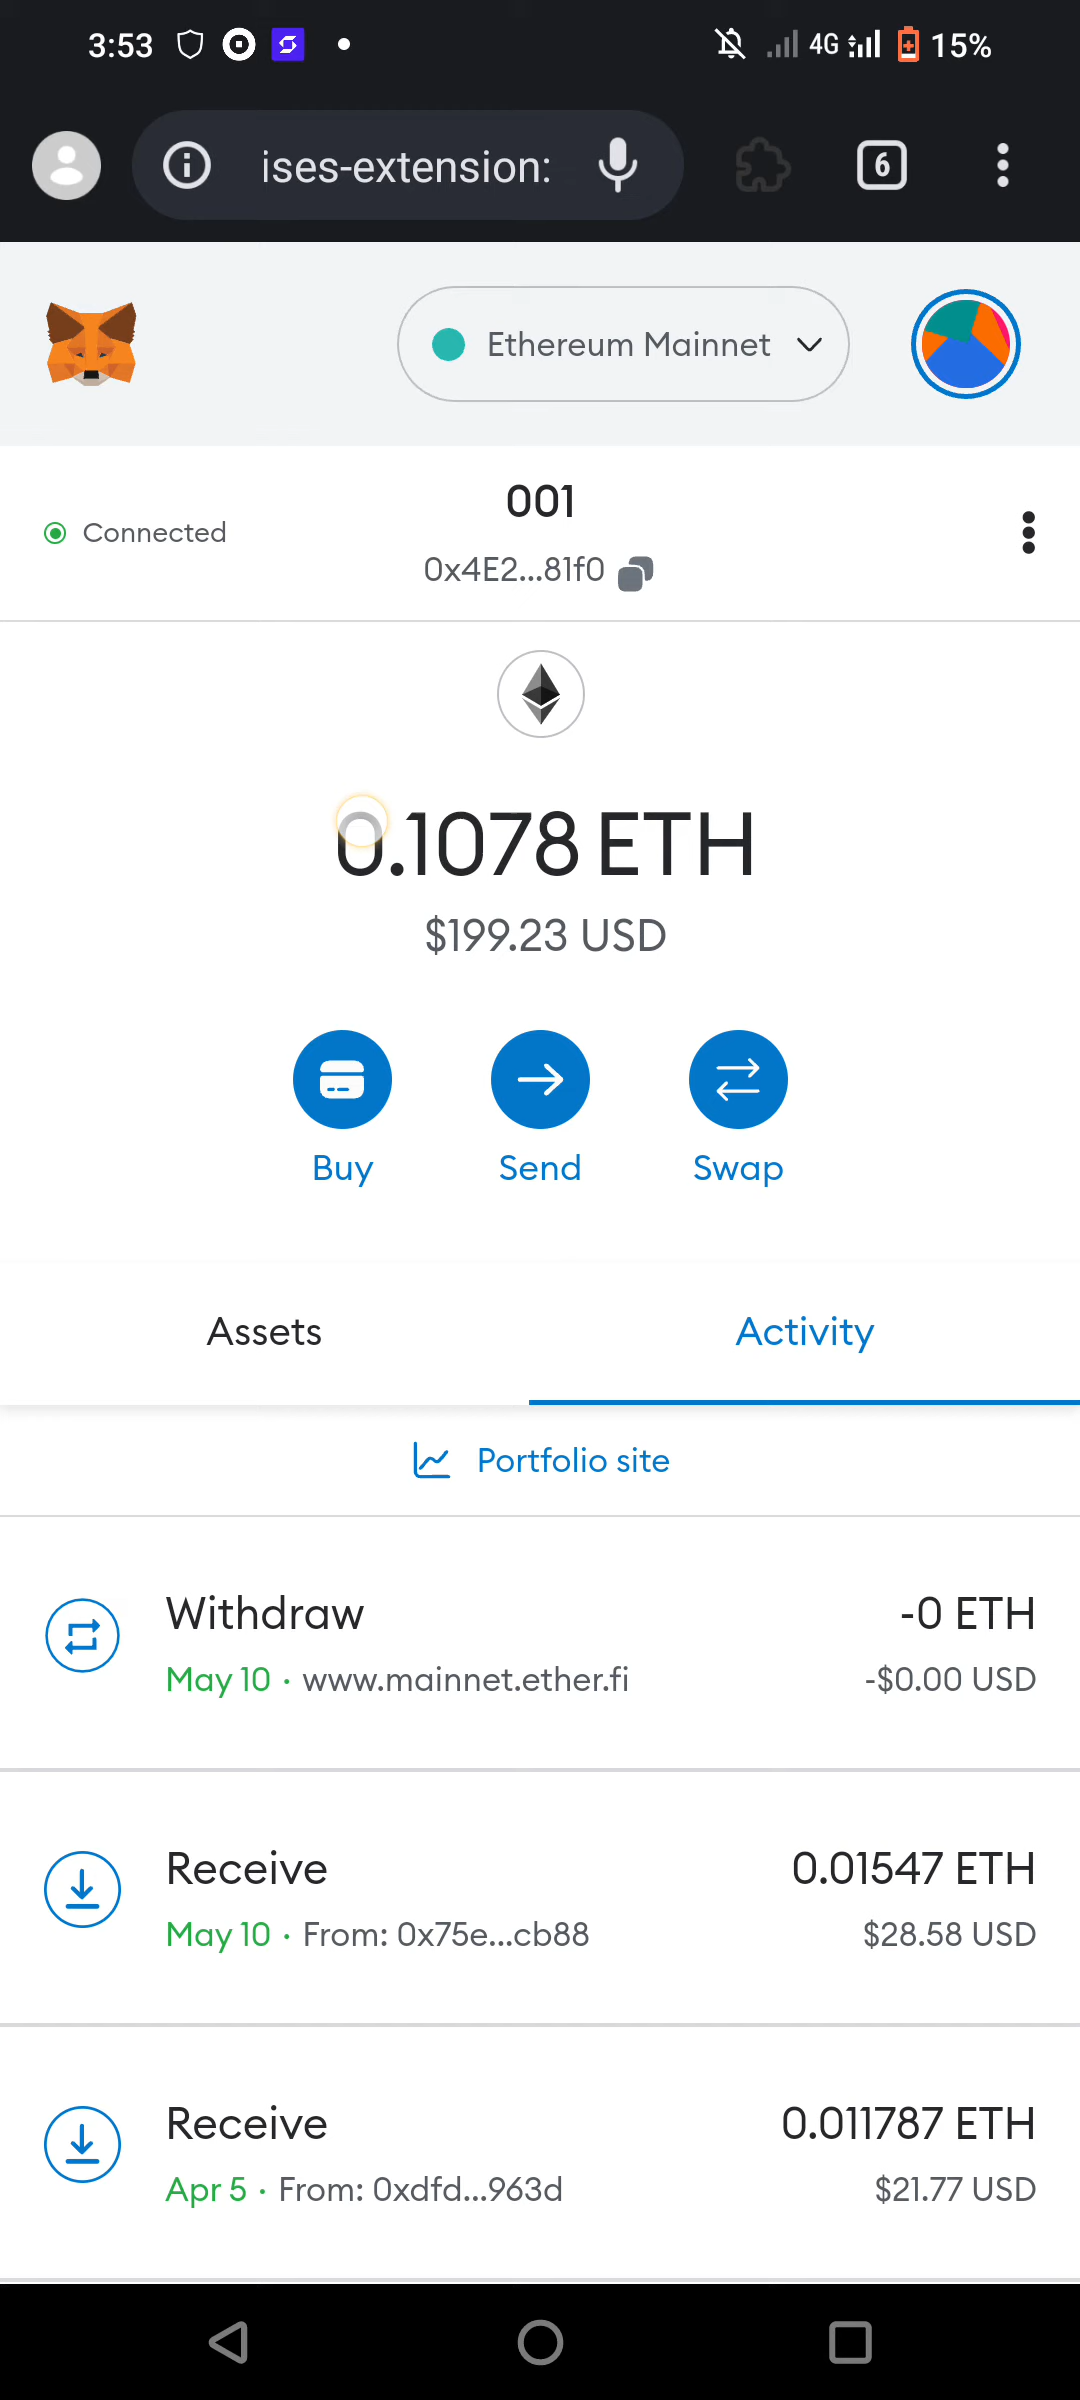 3:53 4G 15%
ises-extension: 6
Ethereum Mainnet
001
Connected
0x4E2...81f0
0.1078 ETH
$199.23 USD
Buy Send Swap
Assets Activity
Portfolio site
Withdraw -0 ETH
May 10 · www.mainnet.ether.fi -$0.00 USD
Receive 0.01547 ETH
May 10 · From: 0x75e...cb88 $28.58 USD
Receive 0.011787 ETH
Apr 5 · From: 0xdfd...963d $21.77 USD